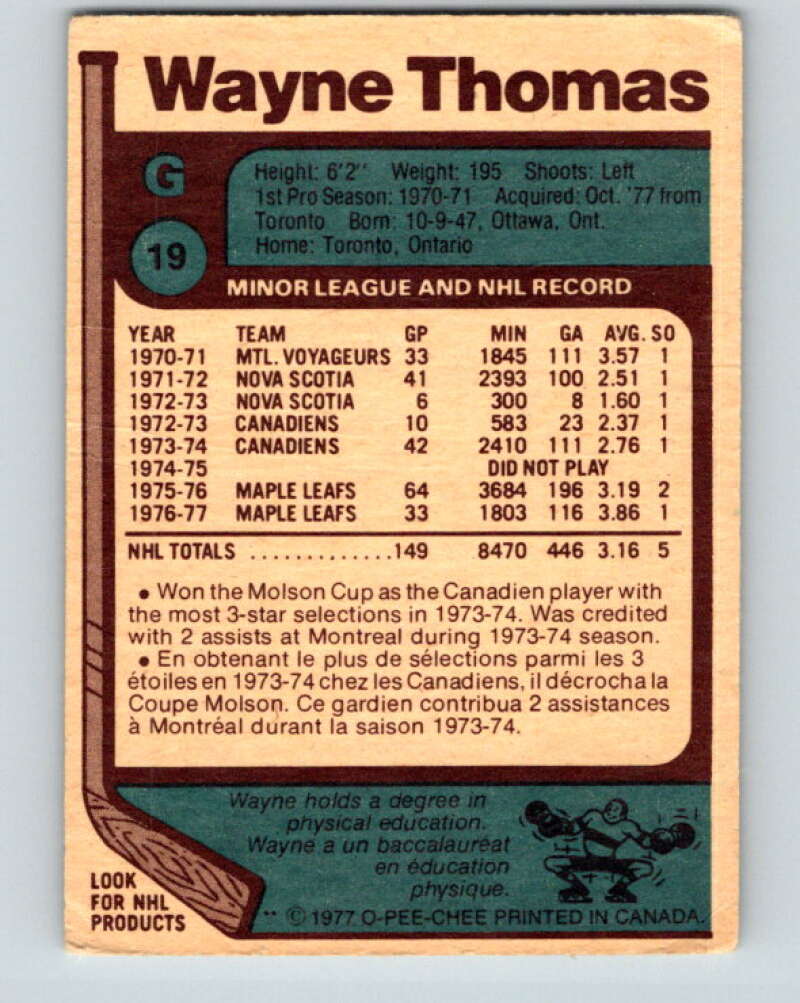 Wayne Thomas
G
19
Height: 6'2" Weight: 195 Shoots: Left
1st Pro Season: 1970-71 Acquired: Oct. '77 from
Toronto Born: 10-9-47, Ottawa, Ont.
Home: Toronto, Ontario
MINOR LEAGUE AND NHL RECORD
YEAR TEAM GP MIN GA AVG. SO
1970-71 MTL. VOYAGEURS 33 1845 111 3.57 1
1971-72 NOVA SCOTIA 41 2393 100 2.51 1
1972-73 NOVA SCOTIA 6 300 8 1.60 1
1972-73 CANADIENS 10 583 23 2.37 1
1973-74 CANADIENS 42 2410 111 2.76 1
1974-75 DID NOT PLAY
1975-76 MAPLE LEAFS 64 3684 196 3.19 2
1976-77 MAPLE LEAFS 33 1803 116 3.86 1
NHL TOTALS ..............149 8470 446 3.16 5
• Won the Molson Cup as the Canadien player with
the most 3-star selections in 1973-74. Was credited
with 2 assists at Montreal during 1973-74 season.
• En obtenant le plus de sélections parmi les 3
étoiles en 1973-74 chez les Canadiens, il décrocha la
Coupe Molson. Ce gardien contribua 2 assistances
à Montréal durant la saison 1973-74.
Wayne holds a degree in
physical education.
Wayne a un baccalauréat
en éducation
physique.
LOOK
FOR NHL
PRODUCTS
** © 1977 O-PEE-CHEE PRINTED IN CANADA.